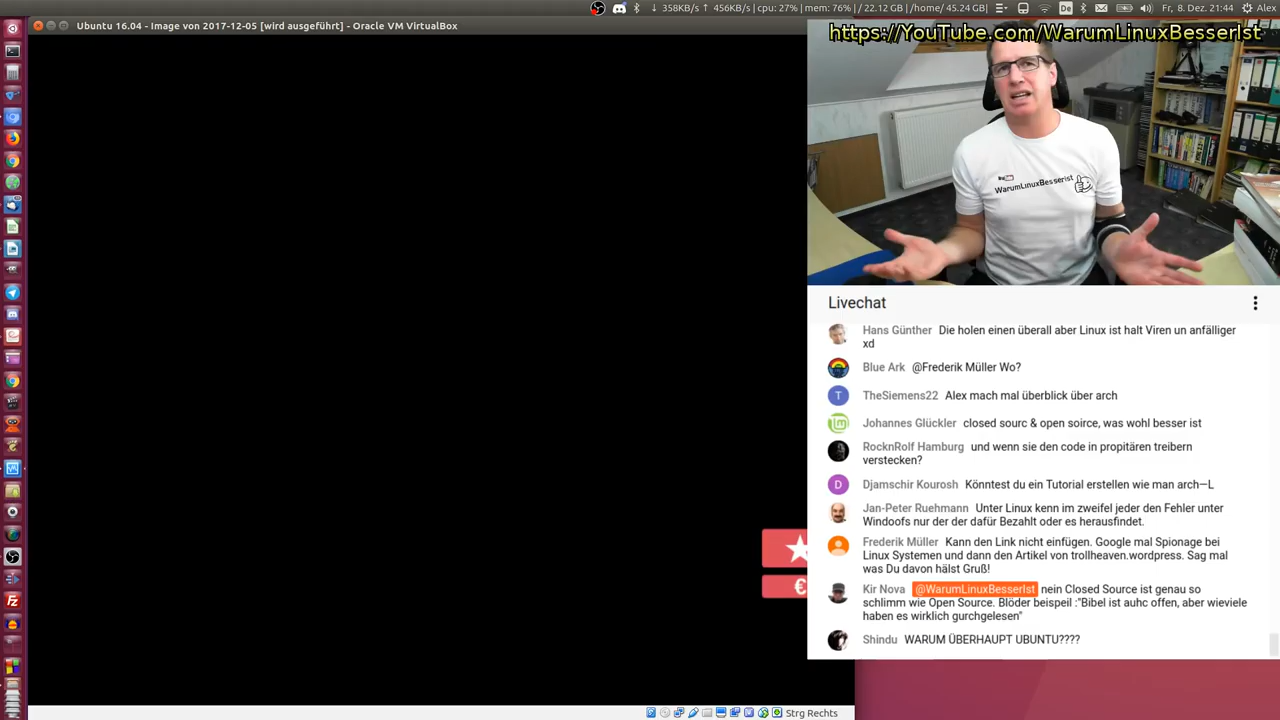 Ubuntu 16.04 - Image von 2017-12-05 [wird ausgeführt] - Oracle VM VirtualBox
↓ 358KB/s ↑ 456KB/s | cpu: 27% | mem: 76% | / 22.12 GB | /home/ 45.24 GB
De
Fr, 8. Dez. 21:44
Alex
https://YouTube.com/WarumLinuxBesserIst
WarumLinuxBesserIst
Livechat
Hans Günther Die holen einen überall aber Linux ist halt Viren un anfälliger
xd
Blue Ark @Frederik Müller Wo?
T
TheSiemens22 Alex mach mal überblick über arch
Johannes Glückler closed sourc & open soirce, was wohl besser ist
RocknRolf Hamburg und wenn sie den code in propitären treibern
verstecken?
D
Djamschir Kourosh Könntest du ein Tutorial erstellen wie man arch—L
Jan-Peter Ruehmann Unter Linux kenn im zweifel jeder den Fehler unter
Windoofs nur der der dafür Bezahlt oder es herausfindet.
Frederik Müller Kann den Link nicht einfügen. Google mal Spionage bei
Linux Systemen und dann den Artikel von trollheaven.wordpress. Sag mal
was Du davon hälst Gruß!
Kir Nova @WarumLinuxBesserIst nein Closed Source ist genau so
schlimm wie Open Source. Blöder beispeil :"Bibel ist auhc offen, aber wieviele
haben es wirklich gurchgelesen"
Shindu WARUM ÜBERHAUPT UBUNTU????
€
Strg Rechts